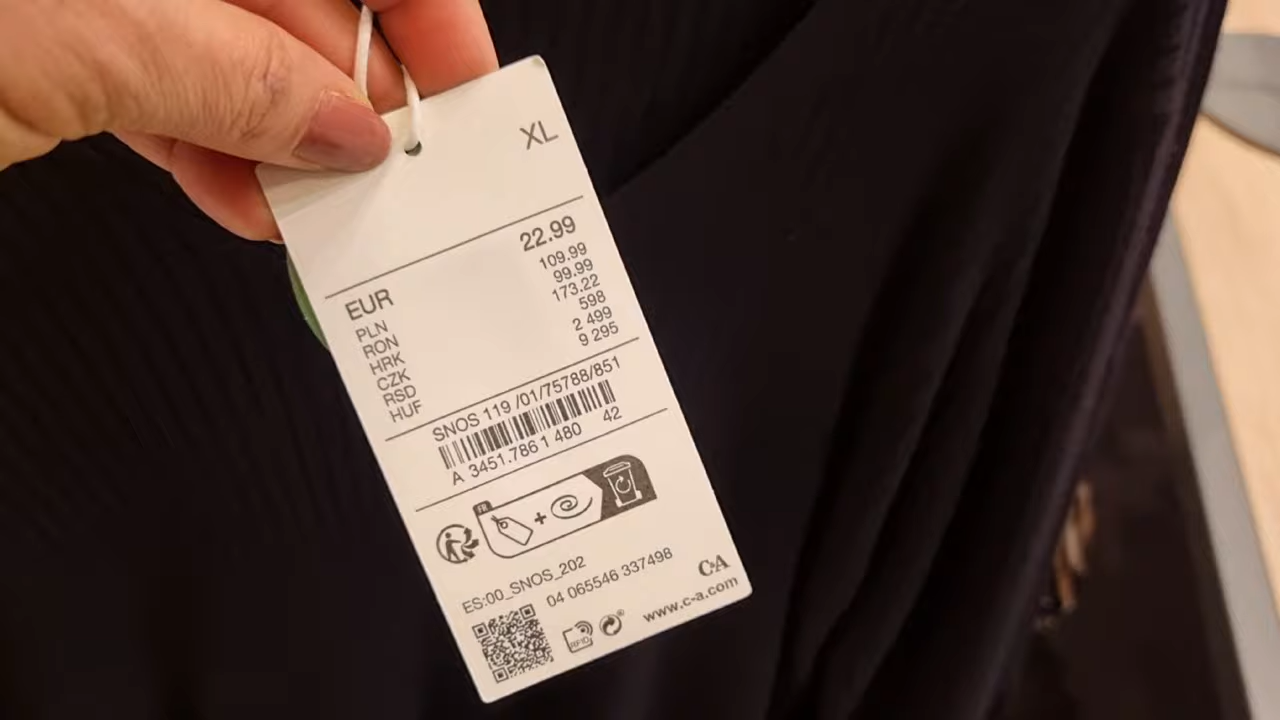 XL
EUR 22.99
PLN 109.99
RON 99.99
HRK 173.22
CZK 598
RSD 2 499
HUF 9 295
SNOS 119 /01/75788/851
A 3451.786 1 480 42
FR
ES:00_SNOS_202
04 065546 337498
C&A
RFID
www.c-a.com